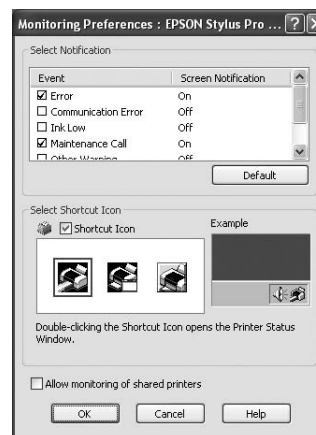 Monitoring Preferences : EPSON Stylus Pro ...
Select Notification
Event Screen Notification
Error On
Communication Error Off
Ink Low Off
Maintenance Call On
Other Warning Off
Default
Select Shortcut Icon
Shortcut Icon
Example
Double-clicking the Shortcut Icon opens the Printer Status
Window.
Allow monitoring of shared printers
OK Cancel Help